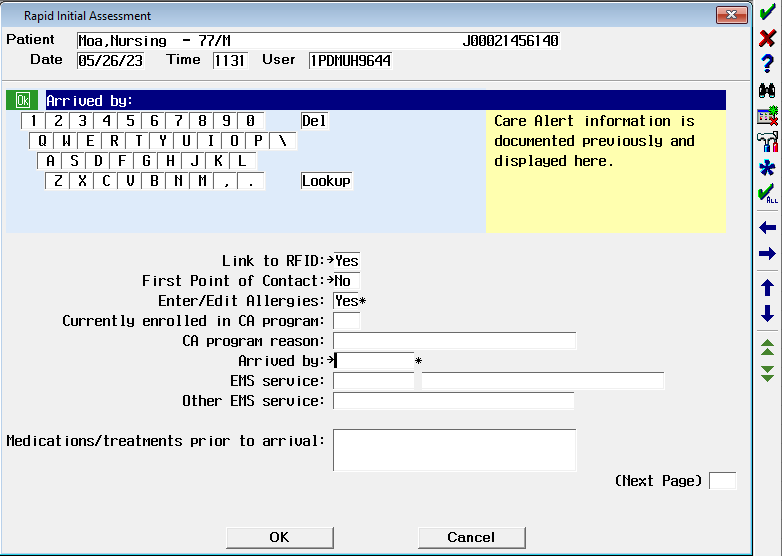 Rapid Initial Assessment
Patient Moa,Nursing - 77/M J00021456140
Date 05/26/23 Time 1131 User 1PDMUH9644
Ok Arrived by:
1 2 3 4 5 6 7 8 9 0 Del
Q W E R T Y U I O P \
A S D F G H J K L
Z X C V B N M , . Lookup
Care Alert information is
documented previously and
displayed here.
Link to RFID:→Yes
First Point of Contact:→No
Enter/Edit Allergies: Yes*
Currently enrolled in CA program:
CA program reason:
Arrived by:→ *
EMS service:
Other EMS service:
Medications/treatments prior to arrival:
(Next Page)
OK Cancel
ALL